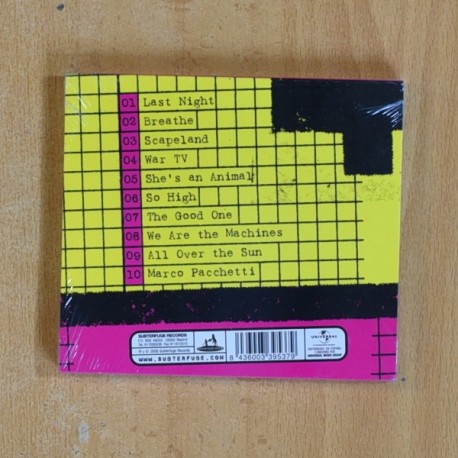 01 Last Night
02 Breathe
03 Scapeland
04 War TV
05 She's an Animal
06 So High
07 The Good One
08 We Are the Machines
09 All Over the Sun
10 Marco Pacchetti
SUBTERFUGE RECORDS
WWW.SUBTERFUGE.COM
8 436003 395379
UNIVERSAL